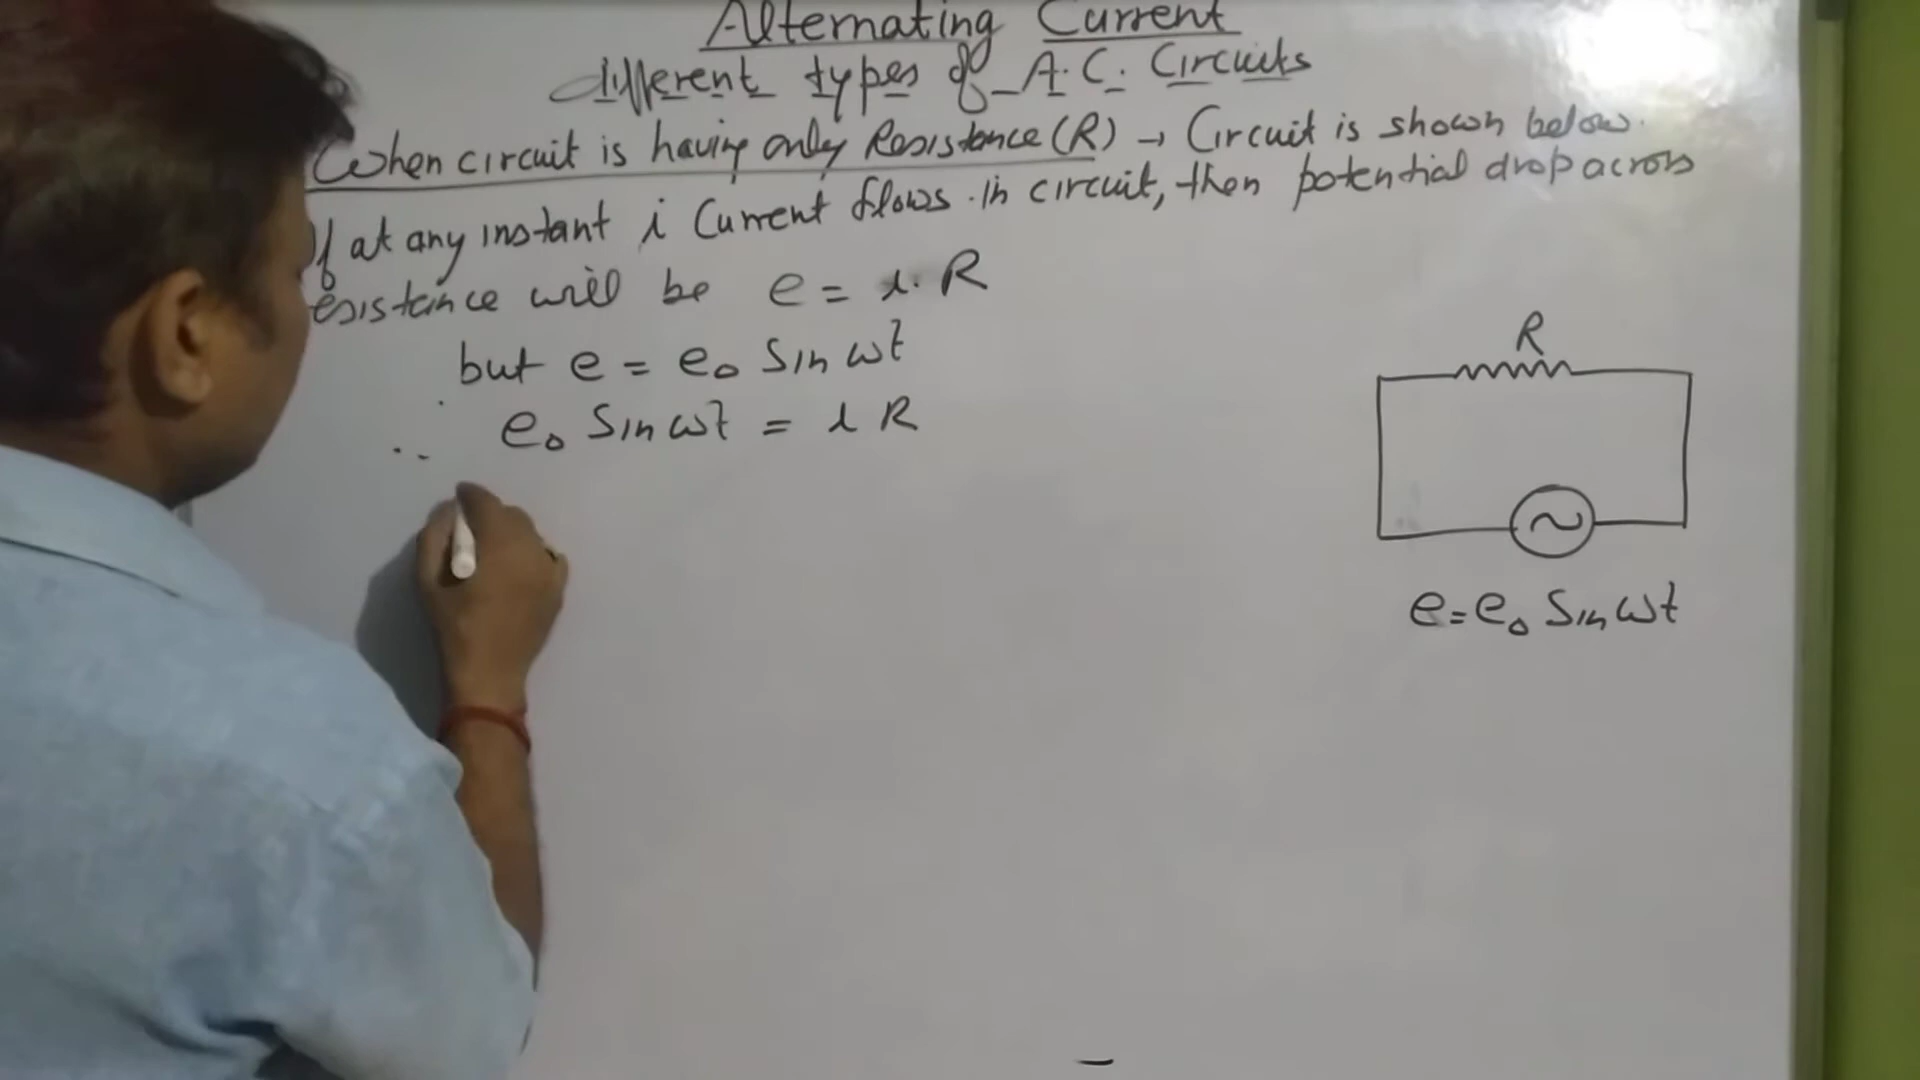 Alternating Current
different types of A.C. Circuits
When circuit is having only Resistance (R) → Circuit is shown below.
If at any instant i Current flows in circuit, then potential drop across
esistance will be e = i. R
but e = e₀ Sin ωt
∴ e₀ Sin ωt = i R
R
~
e = e₀ Sin ωt